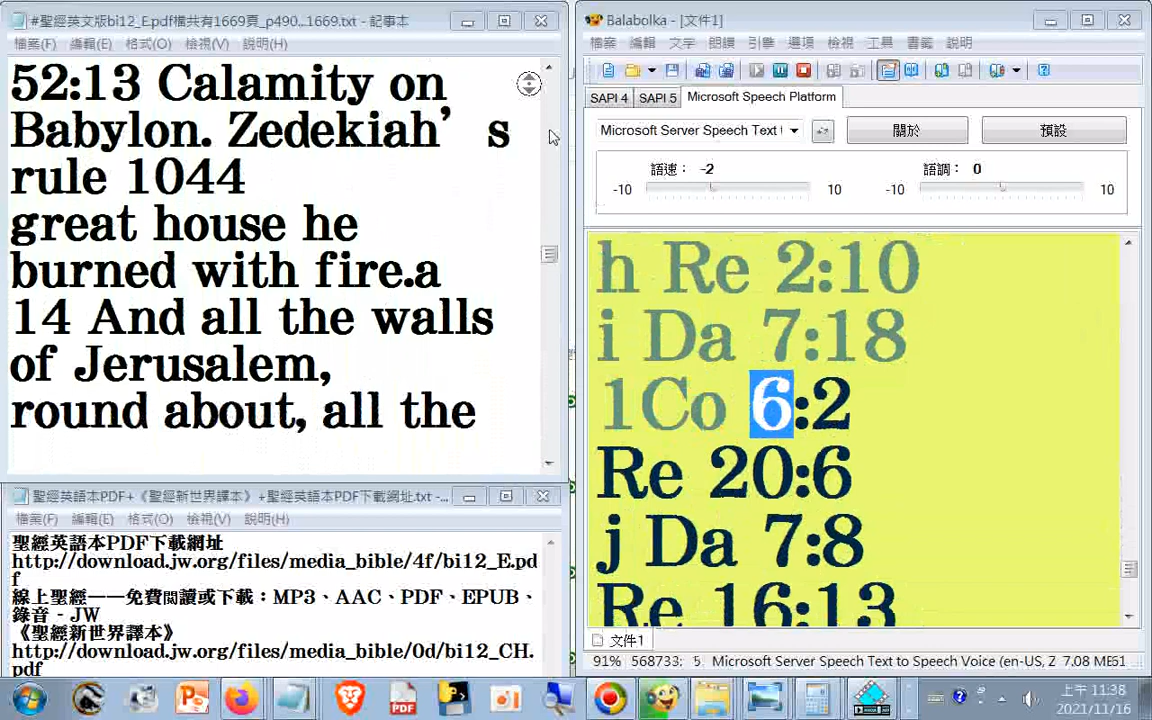 #聖經英文版bi12_E.pdf檔共有1669頁_p490...1669.txt - 記事本
檔案(F) 編輯(E) 格式(O) 檢視(V) 說明(H)
52:13 Calamity on
Babylon. Zedekiah’s
rule 1044
great house he
burned with fire.a
14 And all the walls
of Jerusalem,
round about, all the
聖經英語本PDF+《聖經新世界譯本》+聖經英語本PDF下載網址.txt - ...
檔案(F) 編輯(E) 格式(O) 檢視(V) 說明(H)
聖經英語本PDF下載網址
http://download.jw.org/files/media_bible/4f/bi12_E.pd
f
線上聖經——免費閱讀或下載：MP3、AAC、PDF、EPUB、
錄音 - JW
《聖經新世界譯本》
http://download.jw.org/files/media_bible/0d/bi12_CH.
pdf
Balabolka - [文件1]
檔案 編輯 文字 朗讀 引擎 選項 檢視 工具 書籤 說明
SAPI 4 SAPI 5 Microsoft Speech Platform
Microsoft Server Speech Text 關於 預設
語速： -2 語調： 0
-10 10 -10 10
h Re 2:10
i Da 7:18
1Co 6:2
Re 20:6
j Da 7:8
Re 16:13
文件1
91% 568733: 5 Microsoft Server Speech Text to Speech Voice (en-US, Z 7.08 ME51
上午 11:38
2021/11/16